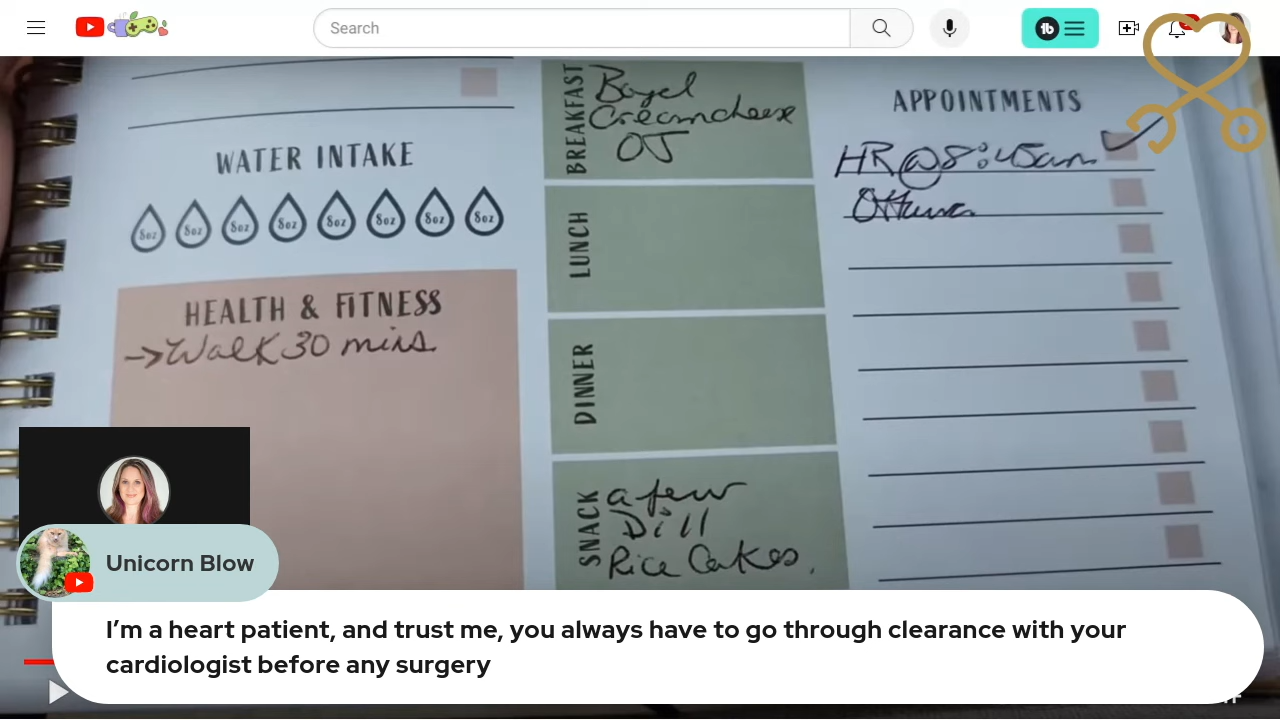 Search
WATER INTAKE
8oz 8oz 8oz 8oz 8oz 8oz 8oz 8oz
HEALTH & FITNESS
→Walk 30 mins.
BREAKFAST
Bagel
Creamcheese
OJ
LUNCH
DINNER
SNACK
a few
Dill
Rice Cakes.
APPOINTMENTS
HR @ 8:45am
Unicorn Blow
I'm a heart patient, and trust me, you always have to go through clearance with your
cardiologist before any surgery